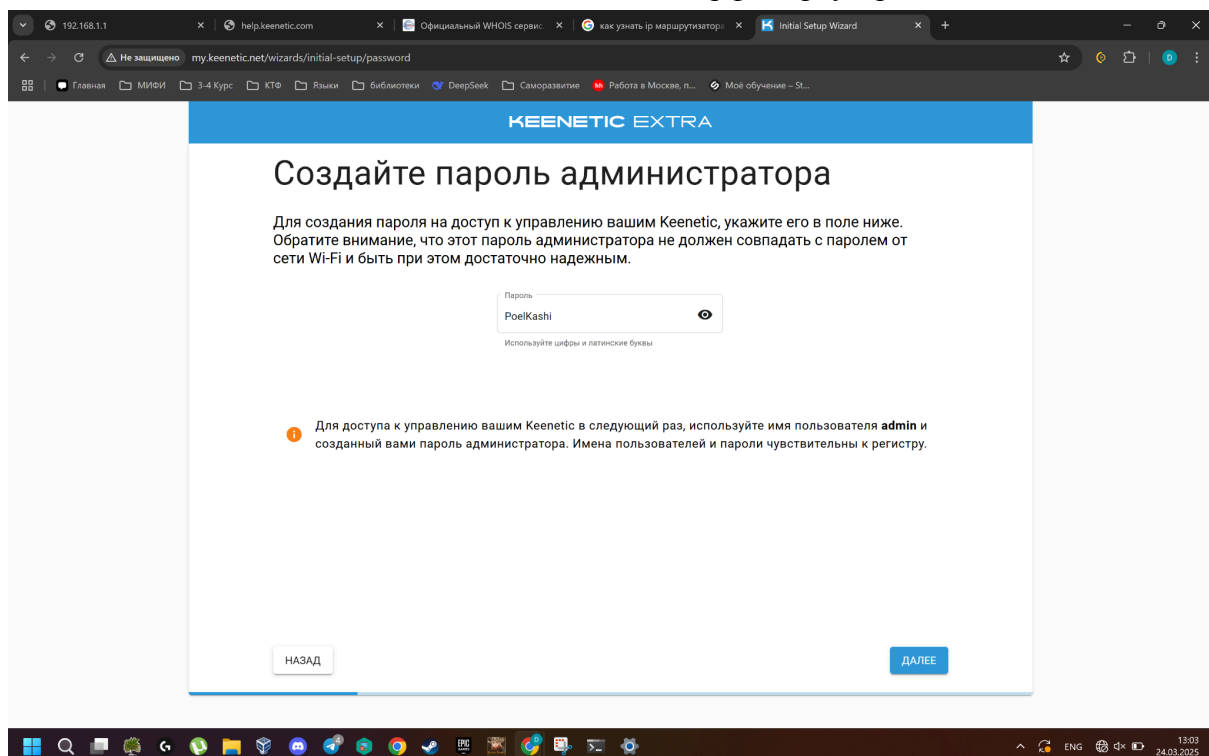 192.168.1.1
help.keenetic.com
Официальный WHOIS сервис.
как узнать ip маршрутизатора
Initial Setup Wizard
Не защищено
my.keenetic.net/wizards/initial-setup/password
D
Главная
МИФИ
3-4 Курс
КТФ
Языки
библиотеки
DeepSeek
Саморазвитие
hh
Работа в Москве, п...
Моё обучение – St...
KEENETIC EXTRA
Создайте пароль администратора
Для создания пароля на доступ к управлению вашим Keenetic, укажите его в поле ниже.
Обратите внимание, что этот пароль администратора не должен совпадать с паролем от
сети Wi-Fi и быть при этом достаточно надежным.
Пароль
PoelKashi
Используйте цифры и латинские буквы
Для доступа к управлению вашим Keenetic в следующий раз, используйте имя пользователя admin и
созданный вами пароль администратора. Имена пользователей и пароли чувствительны к регистру.
НАЗАД
ДАЛЕЕ
EPIC
ENG
13:03
24.03.2025